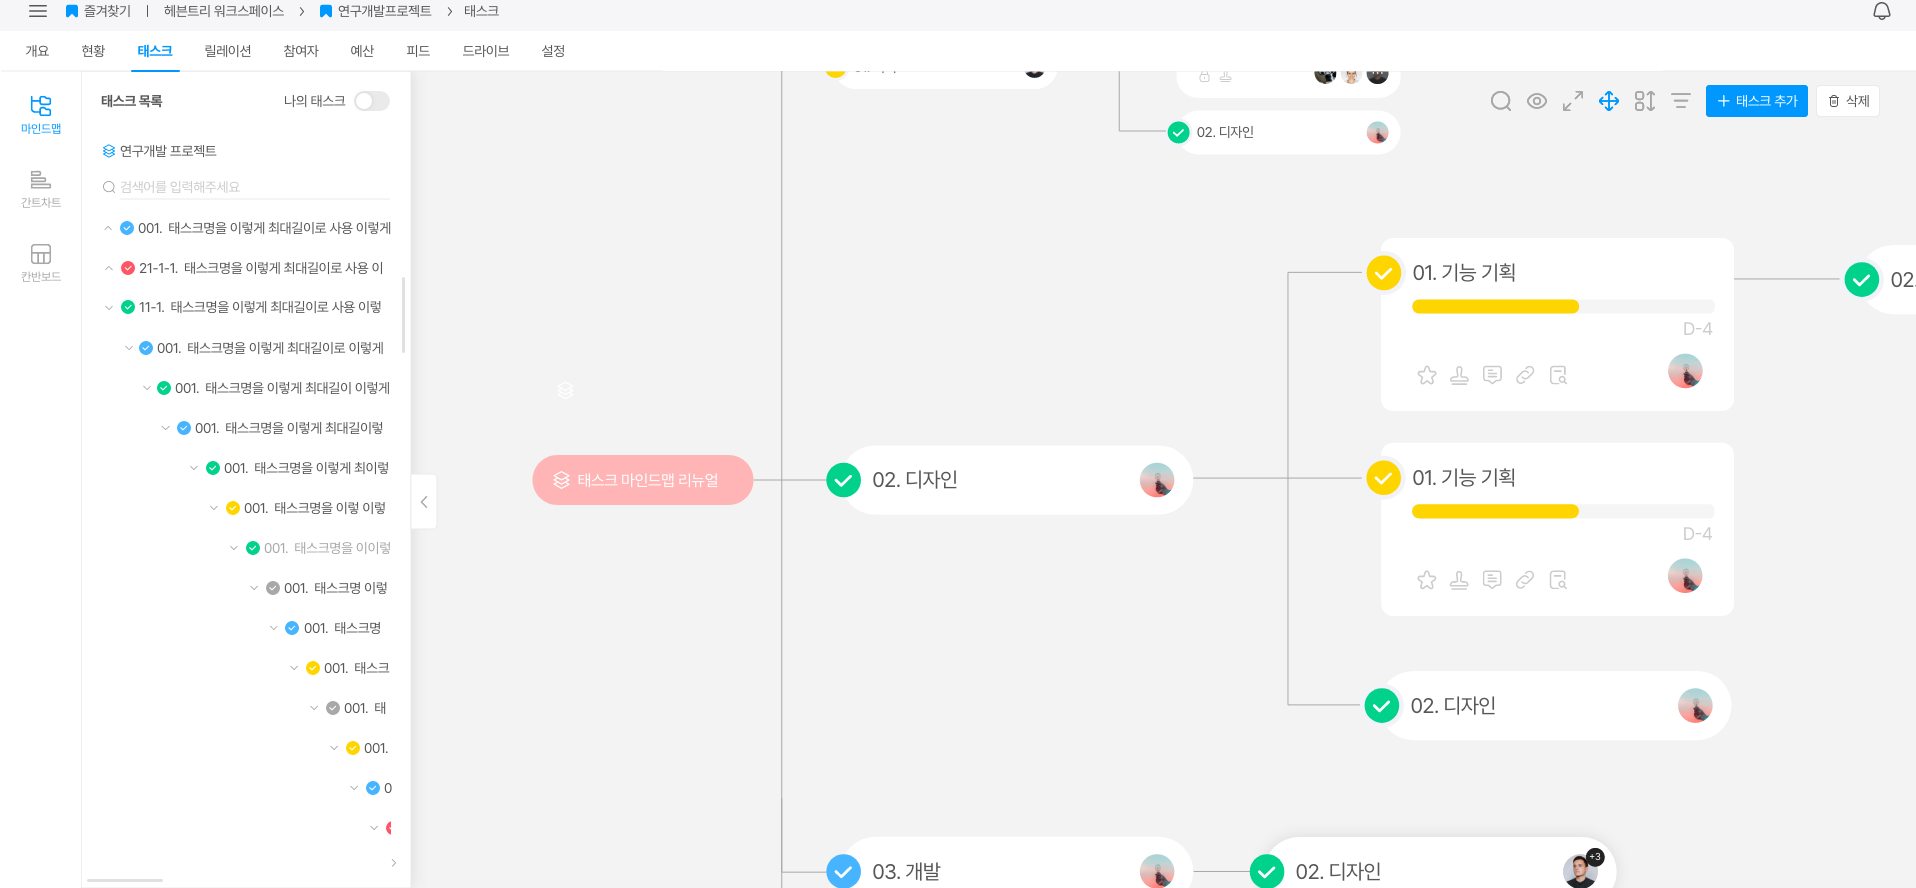 즐겨찾기 | 헤븐트리 워크스페이스 > 연구개발프로젝트 > 태스크
개요 현황 태스크 릴레이션 참여자 예산 피드 드라이브 설정
마인드맵
간트차트
칸반보드
태스크 목록 나의 태스크
연구개발 프로젝트
검색어를 입력해주세요
001. 태스크명을 이렇게 최대길이로 사용 이렇게
21-1-1. 태스크명을 이렇게 최대길이로 사용 이
11-1. 태스크명을 이렇게 최대길이로 사용 이렇
001. 태스크명을 이렇게 최대길이로 이렇게
001. 태스크명을 이렇게 최대길이 이렇게
001. 태스크명을 이렇게 최대길이렇
001. 태스크명을 이렇게 최이렇
001. 태스크명을 이렇 이렇
001. 태스크명을 이이렇
001. 태스크명 이렇
001. 태스크명
001. 태스크
001. 태
001.
0
태스크 추가 삭제
02. 디자인
01. 기능 기획
D-4
02.
태스크 마인드맵 리뉴얼
02. 디자인
01. 기능 기획
D-4
02. 디자인
03. 개발
02. 디자인
+3